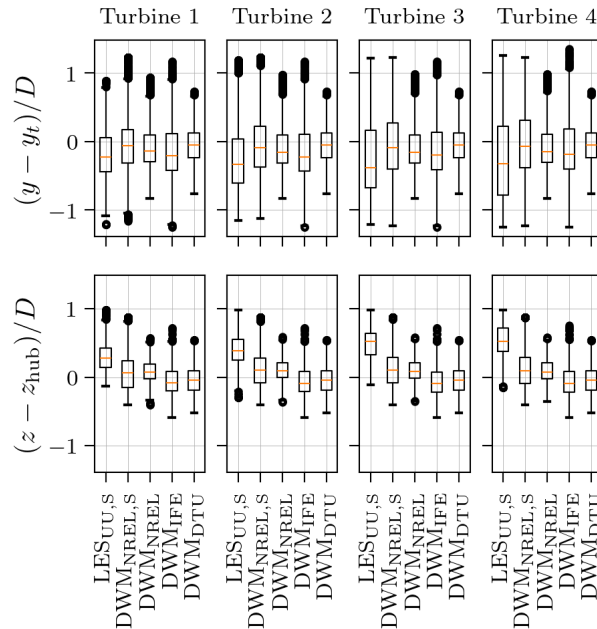 Turbine 1 Turbine 2 Turbine 3 Turbine 4
(y − y_t)/D
1
0
−1
(z − z_hub)/D
1
0
−1
LES_UU,S DWM_NREL,S DWM_NREL DWM_IFE DWM_DTU LES_UU,S DWM_NREL,S DWM_NREL DWM_IFE DWM_DTU LES_UU,S DWM_NREL,S DWM_NREL DWM_IFE DWM_DTU LES_UU,S DWM_NREL,S DWM_NREL DWM_IFE DWM_DTU